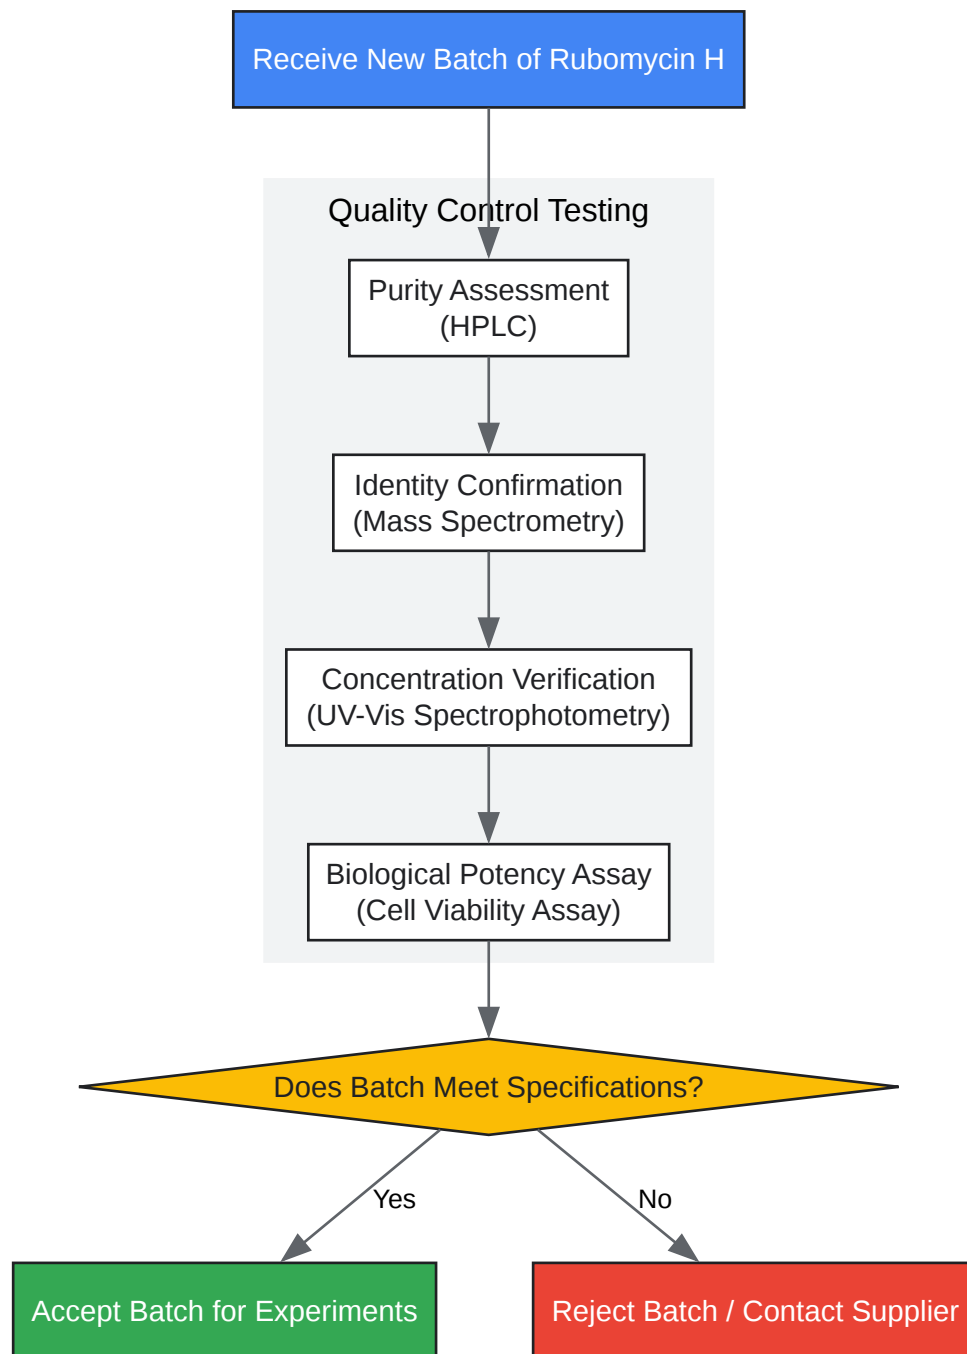 Receive New Batch of Rubomycin H
Quality Control Testing
Purity Assessment
(HPLC)
Identity Confirmation
(Mass Spectrometry)
Concentration Verification
(UV-Vis Spectrophotometry)
Biological Potency Assay
(Cell Viability Assay)
Does Batch Meet Specifications?
Yes
No
Accept Batch for Experiments
Reject Batch / Contact Supplier